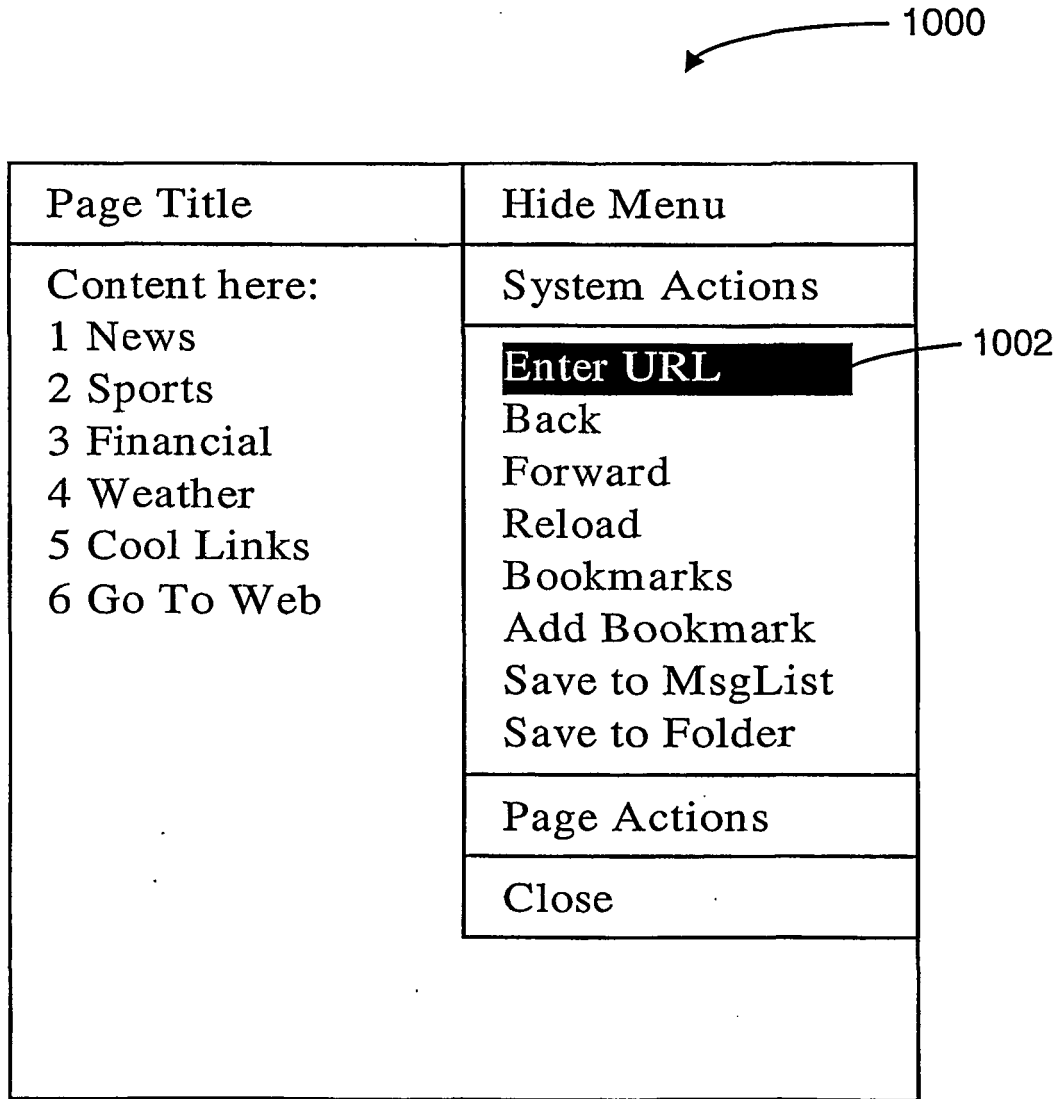 1000
Page Title
Hide Menu
Content here:
1 News
2 Sports
3 Financial
4 Weather
5 Cool Links
6 Go To Web
System Actions
Enter URL
1002
Back
Forward
Reload
Bookmarks
Add Bookmark
Save to MsgList
Save to Folder
Page Actions
Close